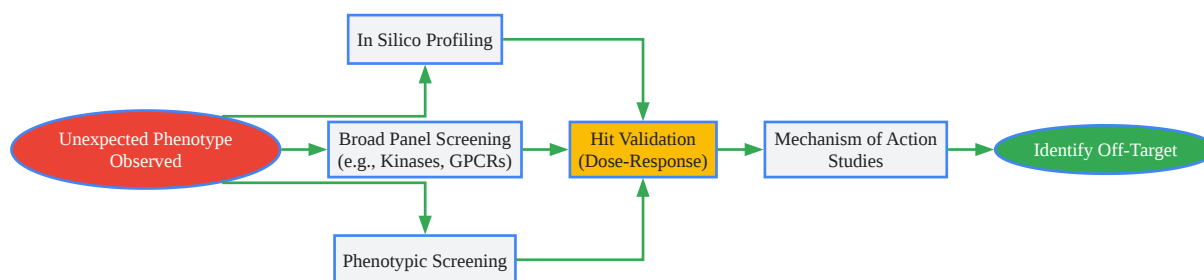 In Silico Profiling
Unexpected Phenotype
Observed
Broad Panel Screening
(e.g., Kinases, GPCRs)
Hit Validation
(Dose-Response)
Mechanism of Action
Studies
Identify Off-Target
Phenotypic Screening